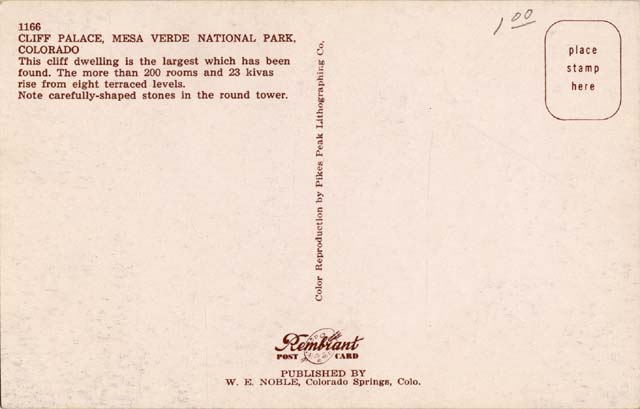 1166
CLIFF PALACE, MESA VERDE NATIONAL PARK,
COLORADO
This cliff dwelling is the largest which has been
found. The more than 200 rooms and 23 kivas
rise from eight terraced levels.
Note carefully-shaped stones in the round tower.
Color Reproduction by Pikes Peak Lithographing Co.
1 00
place
stamp
here
Rembrant
POST CARD
PUBLISHED BY
W. E. NOBLE, Colorado Springs, Colo.